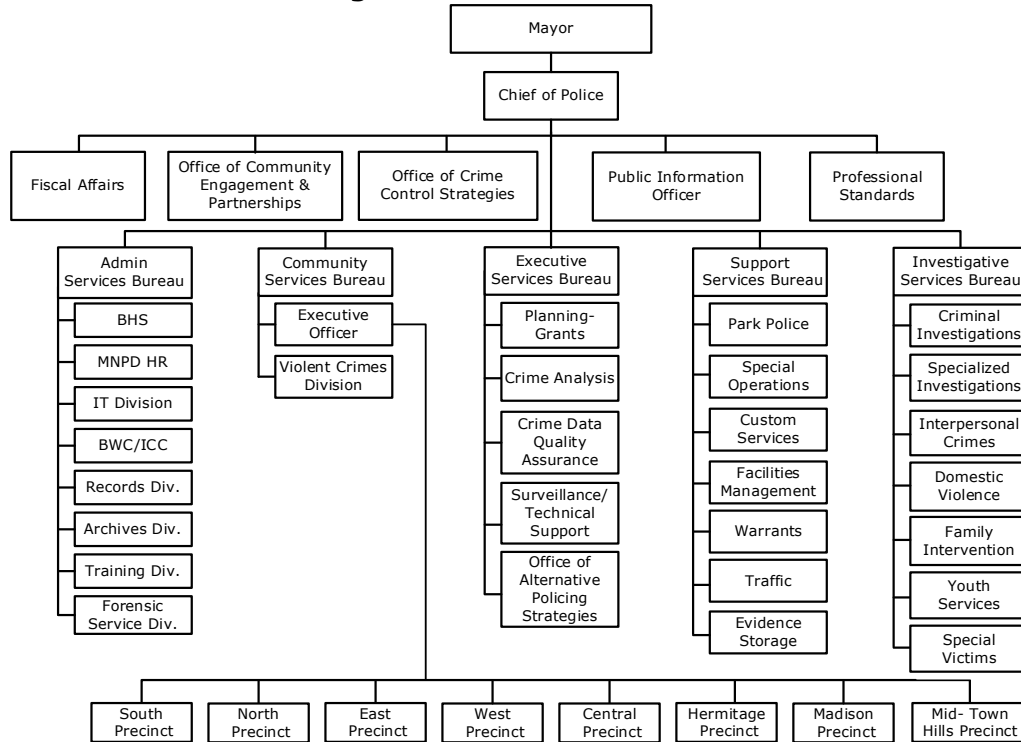 Mayor
Chief of Police
Fiscal Affairs
Office of Community
Engagement &
Partnerships
Office of Crime
Control Strategies
Public Information
Officer
Professional
Standards
Admin
Services Bureau
BHS
MNPD HR
IT Division
BWC/ICC
Records Div.
Archives Div.
Training Div.
Forensic
Service Div.
Community
Services Bureau
Executive
Officer
Violent Crimes
Division
Executive
Services Bureau
Planning-
Grants
Crime Analysis
Crime Data
Quality
Assurance
Surveillance/
Technical
Support
Office of
Alternative
Policing
Strategies
Support
Services Bureau
Park Police
Special
Operations
Custom
Services
Facilities
Management
Warrants
Traffic
Evidence
Storage
Investigative
Services Bureau
Criminal
Investigations
Specialized
Investigations
Interpersonal
Crimes
Domestic
Violence
Family
Intervention
Youth
Services
Special
Victims
South
Precinct
North
Precinct
East
Precinct
West
Precinct
Central
Precinct
Hermitage
Precinct
Madison
Precinct
Mid- Town
Hills Precinct